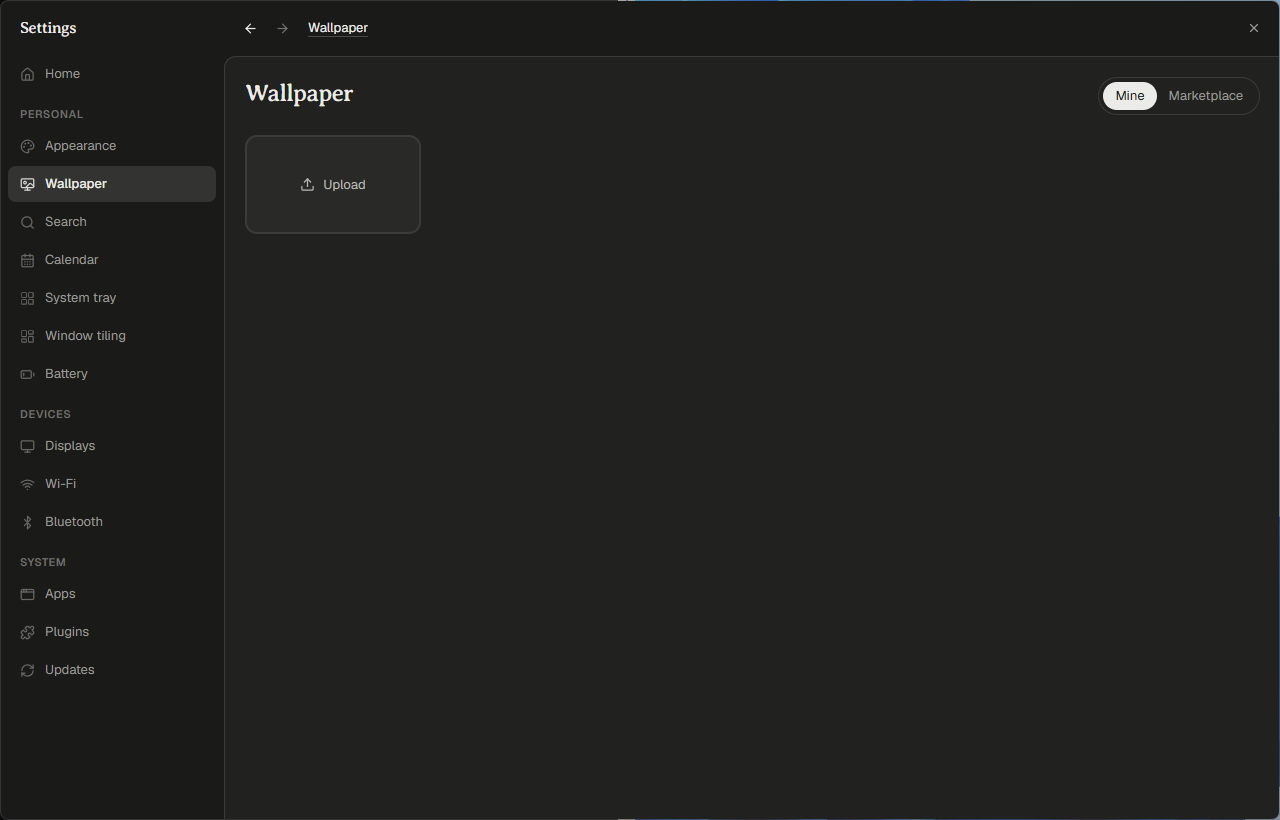 Settings
Wallpaper
Home
PERSONAL
Appearance
Wallpaper
Search
Calendar
System tray
Window tiling
Battery
DEVICES
Displays
Wi-Fi
Bluetooth
SYSTEM
Apps
Plugins
Updates
Wallpaper
Mine
Marketplace
Upload